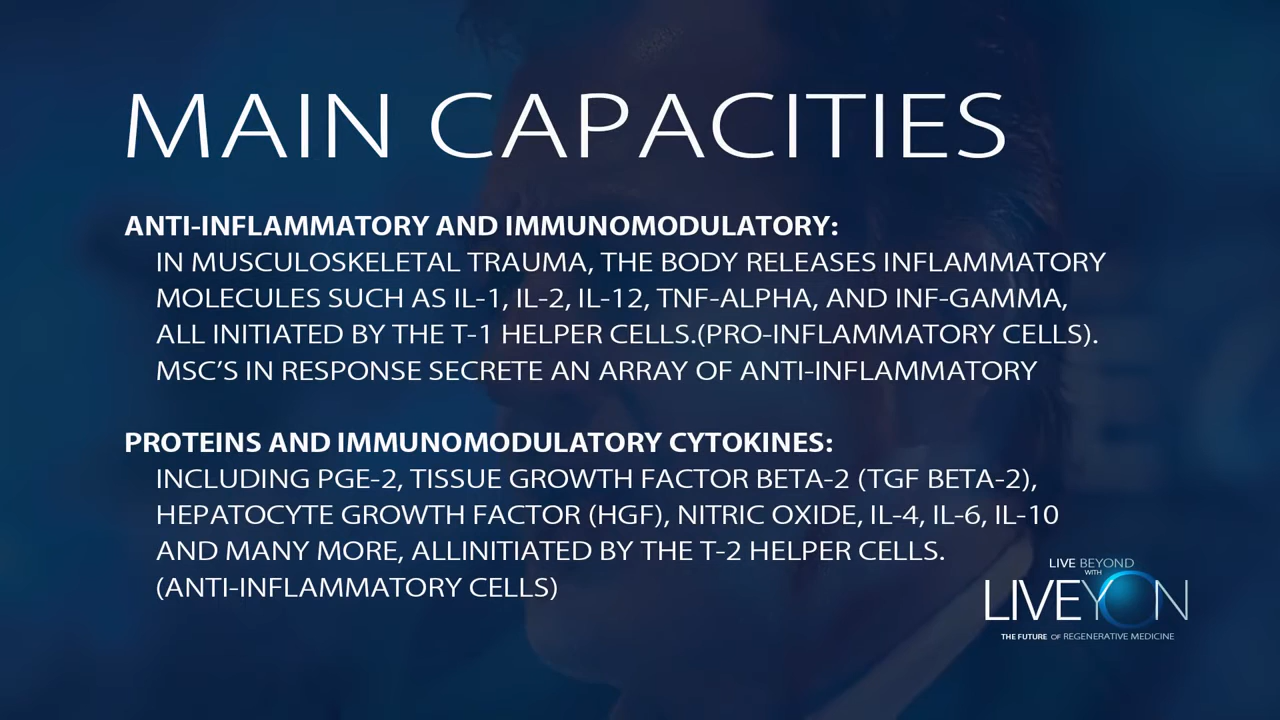 MAIN CAPACITIES
ANTI-INFLAMMATORY AND IMMUNOMODULATORY:
IN MUSCULOSKELETAL TRAUMA, THE BODY RELEASES INFLAMMATORY
MOLECULES SUCH AS IL-1, IL-2, IL-12, TNF-ALPHA, AND INF-GAMMA,
ALL INITIATED BY THE T-1 HELPER CELLS.(PRO-INFLAMMATORY CELLS).
MSC'S IN RESPONSE SECRETE AN ARRAY OF ANTI-INFLAMMATORY
PROTEINS AND IMMUNOMODULATORY CYTOKINES:
INCLUDING PGE-2, TISSUE GROWTH FACTOR BETA-2 (TGF BETA-2),
HEPATOCYTE GROWTH FACTOR (HGF), NITRIC OXIDE, IL-4, IL-6, IL-10
AND MANY MORE, ALLINITIATED BY THE T-2 HELPER CELLS.
(ANTI-INFLAMMATORY CELLS)
LIVE BEYOND
WITH
LIVEYON
THE FUTURE OF REGENERATIVE MEDICINE